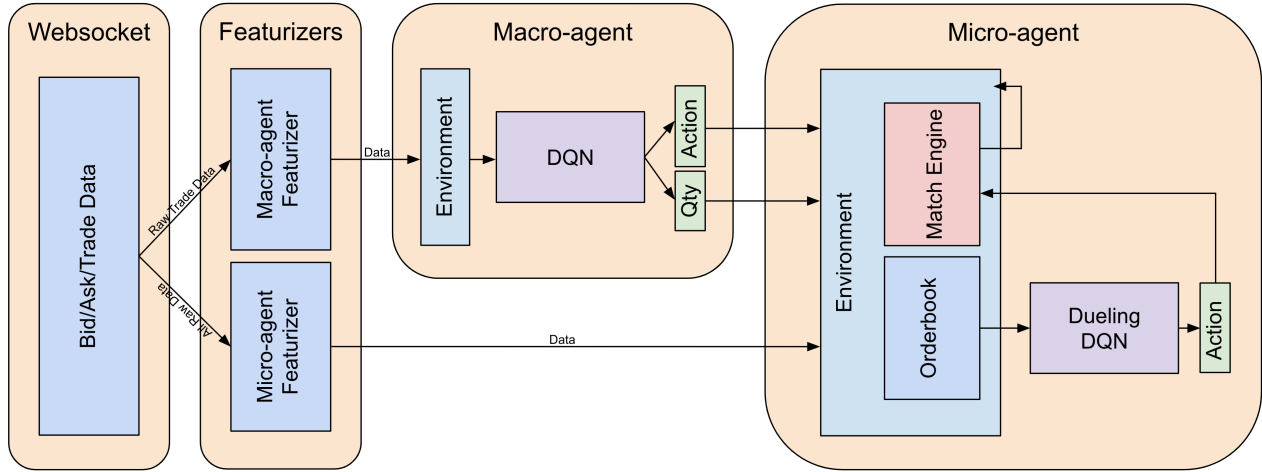 Websocket
Bid/Ask/Trade Data
Raw Trade Data
All Raw Data
Featurizers
Macro-agent
Featurizer
Micro-agent
Featurizer
Data
Data
Macro-agent
Environment
DQN
Action
Qty
Micro-agent
Environment
Match Engine
Orderbook
Dueling
DQN
Action